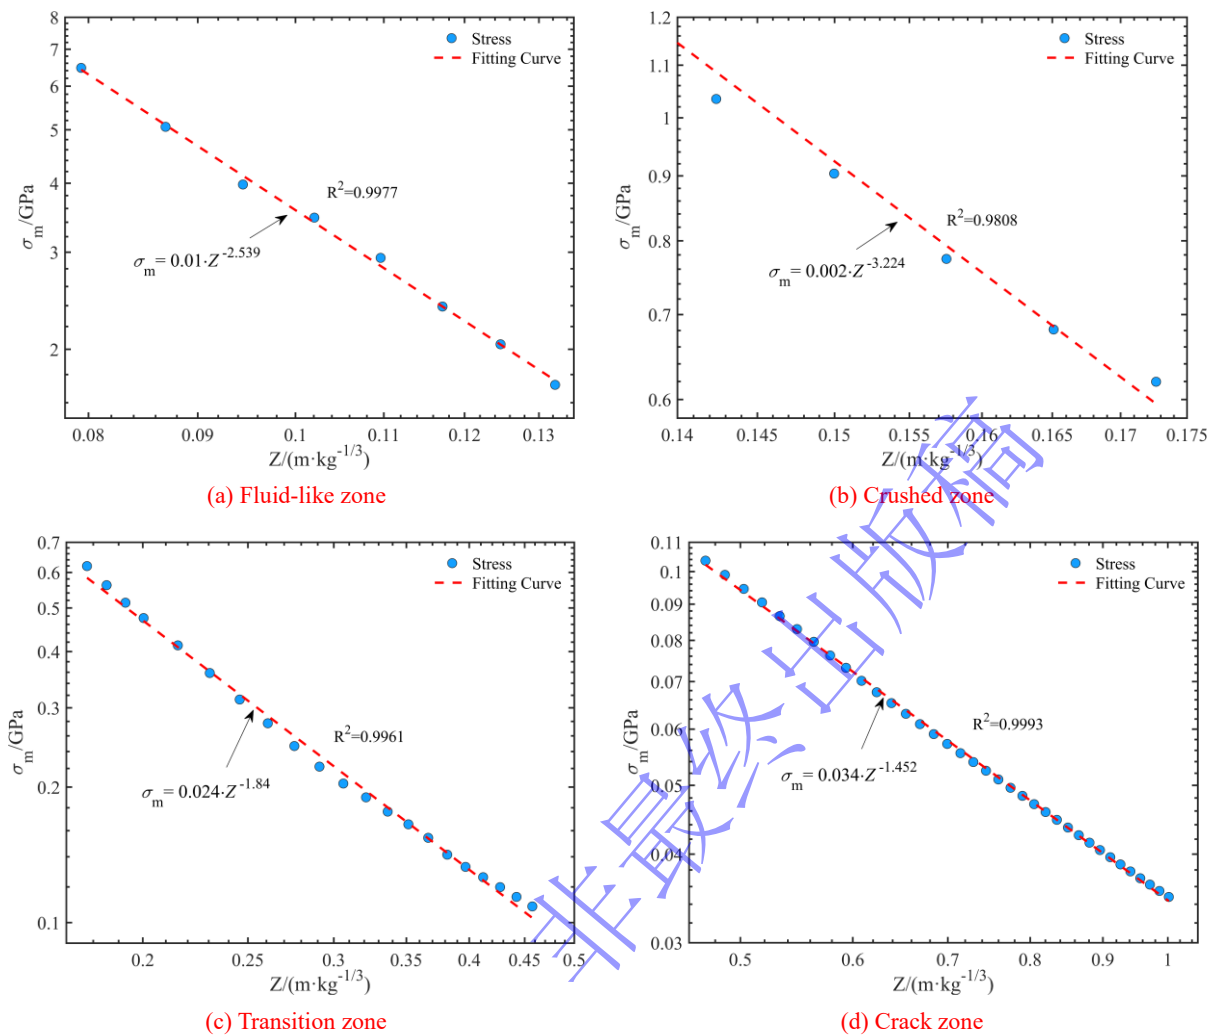 8
7
6
5
4
3
2
σm/GPa
Stress
Fitting Curve
R²=0.9977
σm= 0.01·Z^-2.539
0.08
0.09
0.1
0.11
0.12
0.13
Z/(m·kg^-1/3)
(a) Fluid-like zone
1.2
1.1
1
0.9
0.8
0.7
0.6
σm/GPa
Stress
Fitting Curve
R²=0.9808
σm= 0.002·Z^-3.224
0.14
0.145
0.15
0.155
0.16
0.165
0.17
0.175
Z/(m·kg^-1/3)
(b) Crushed zone
0.7
0.6
0.5
0.4
0.3
0.2
0.1
σm/GPa
Stress
Fitting Curve
R²=0.9961
σm= 0.024·Z^-1.84
0.2
0.25
0.3
0.35
0.4
0.45
0.5
Z/(m·kg^-1/3)
(c) Transition zone
0.11
0.1
0.09
0.08
0.07
0.06
0.05
0.04
0.03
σm/GPa
Stress
Fitting Curve
R²=0.9993
σm= 0.034·Z^-1.452
0.5
0.6
0.7
0.8
0.9
1
Z/(m·kg^-1/3)
(d) Crack zone
非最终出版稿